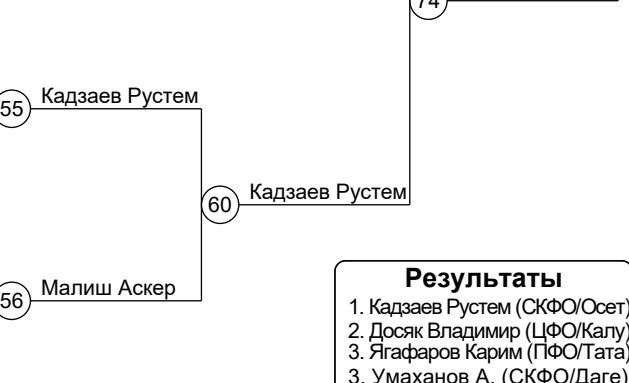 74
Кадзаев Рустем
55
Кадзаев Рустем
60
Малиш Аскер
56
Результаты
1. Кадзаев Рустем (СКФО/Осет)
2. Досяк Владимир (ЦФО/Калу)
3. Ягафаров Карим (ПФО/Тата)
3. Умаханов А. (СКФО/Даге)